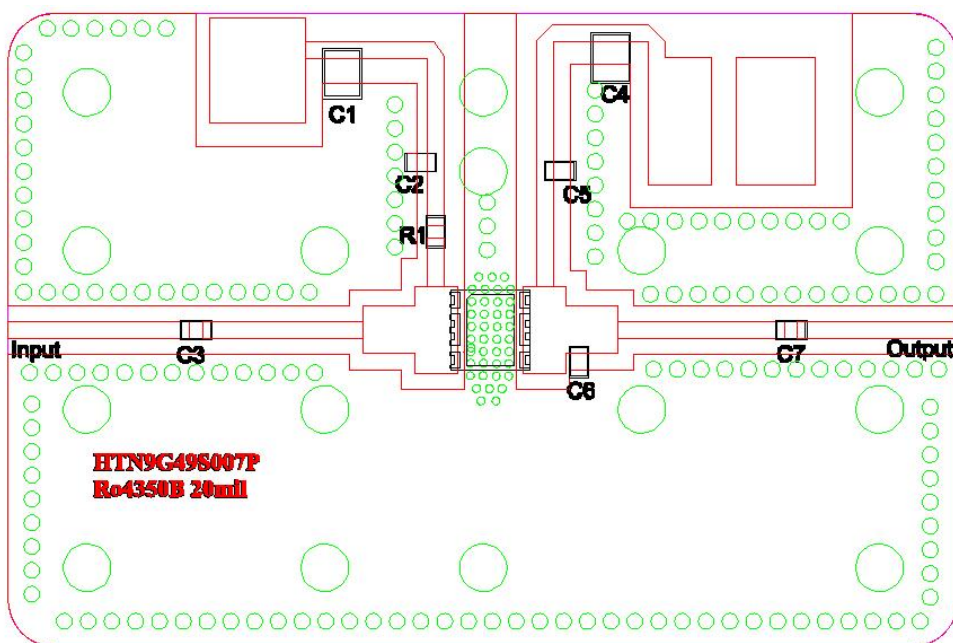 C1
C4
C2
C5
R1
Input
C3
C7
Output
C6
HTN9G49S007P
Ro4350B 20mil